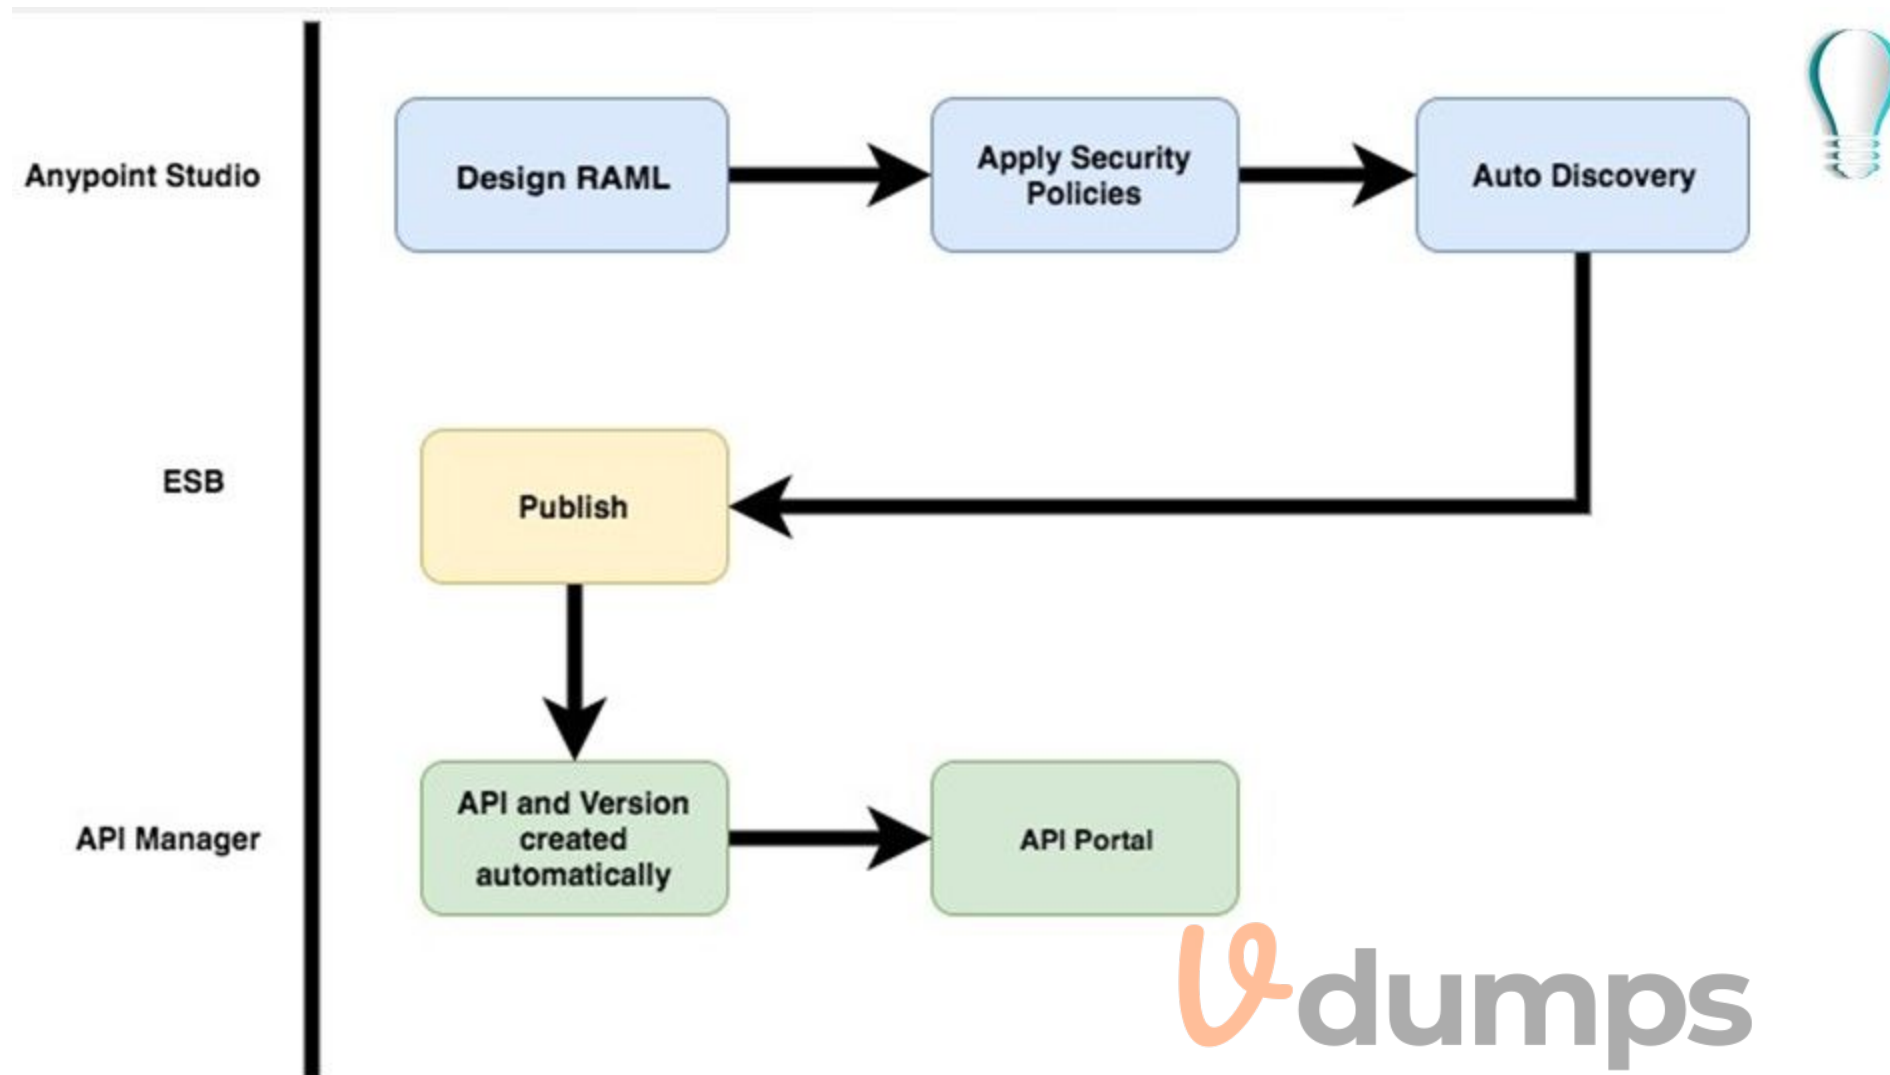 Anypoint Studio
Design RAML
Apply Security
Policies
Auto Discovery
ESB
Publish
API Manager
API and Version
created
automatically
API Portal
Vdumps